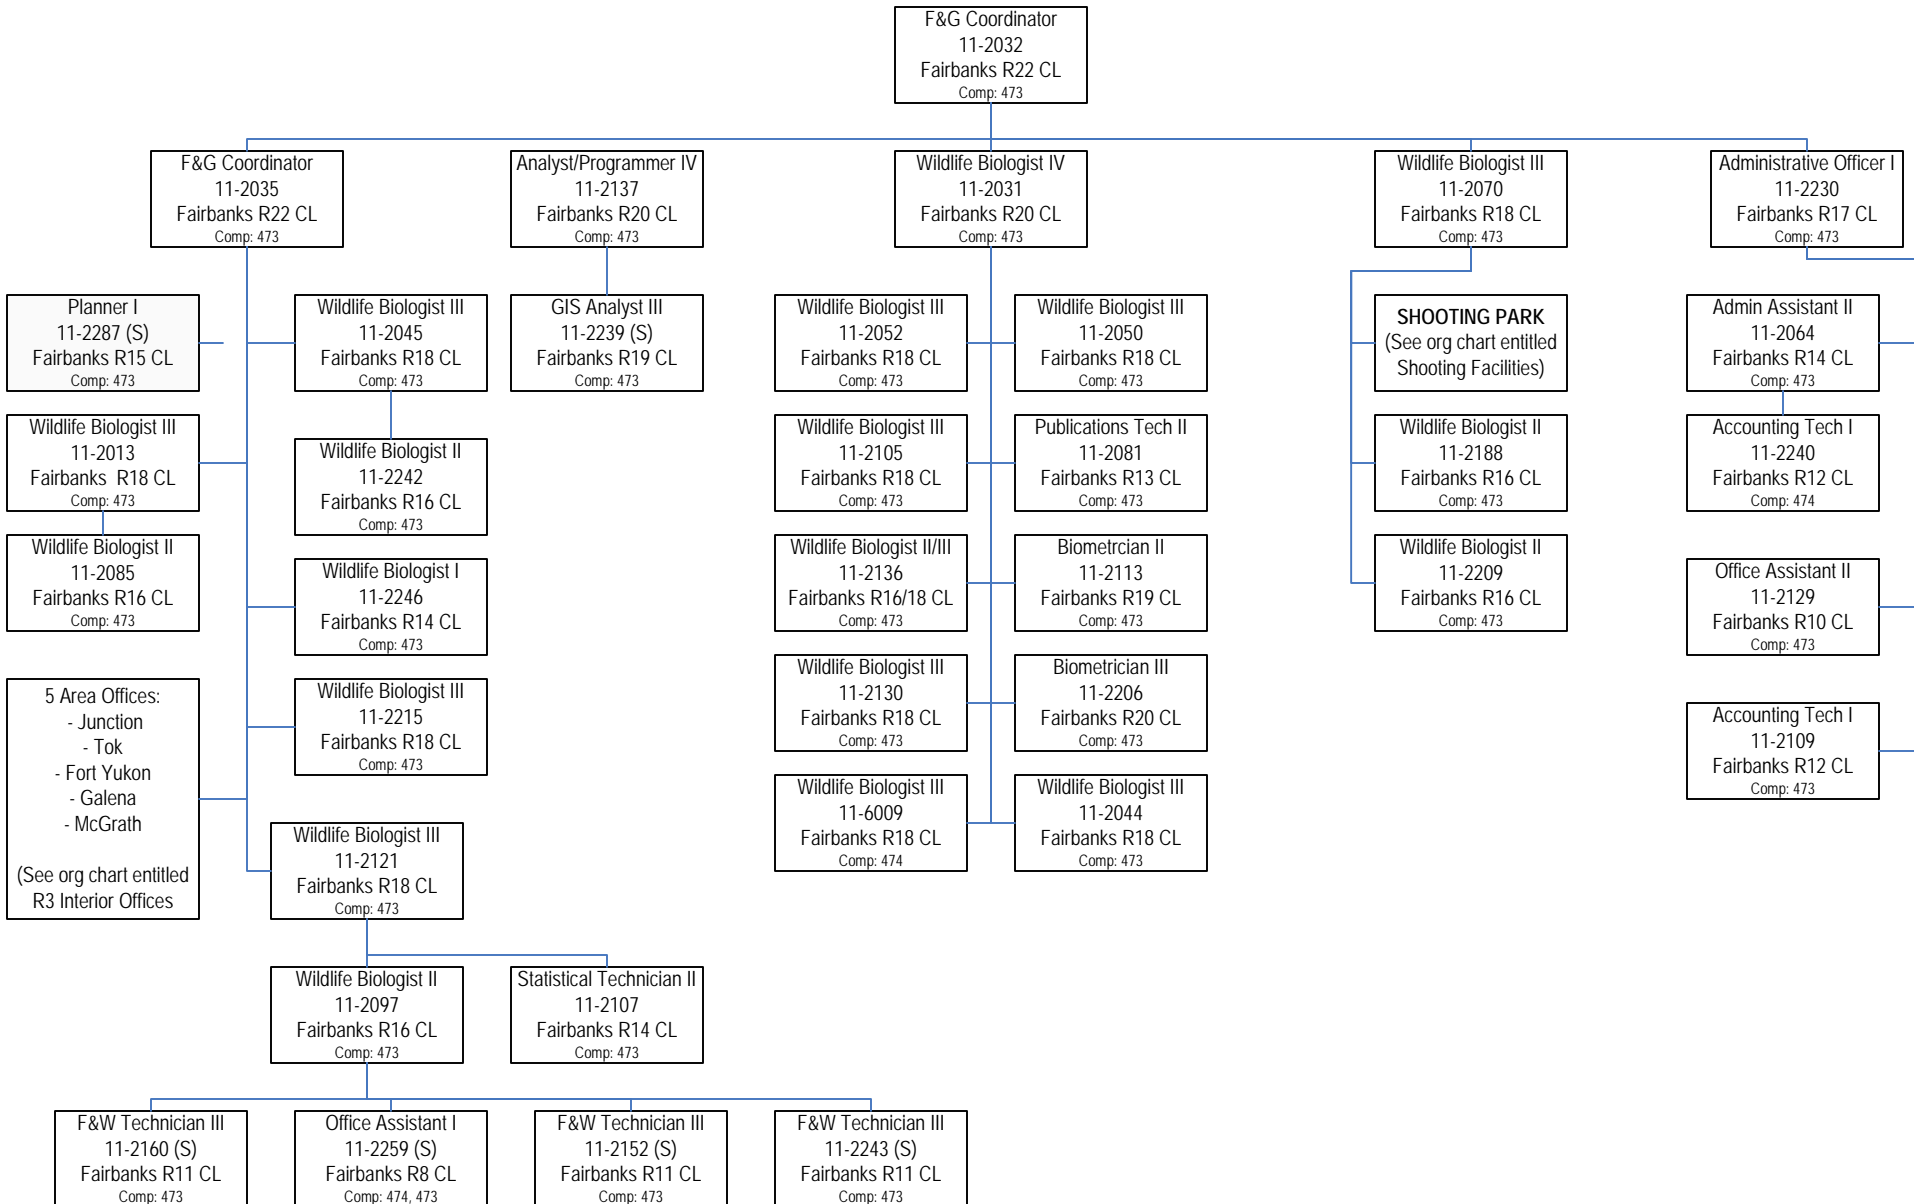 F&G Coordinator
11-2032
Fairbanks R22 CL
Comp: 473
F&G Coordinator
11-2035
Fairbanks R22 CL
Comp: 473
Analyst/Programmer IV
11-2137
Fairbanks R20 CL
Comp: 473
Wildlife Biologist IV
11-2031
Fairbanks R20 CL
Comp: 473
Wildlife Biologist III
11-2070
Fairbanks R18 CL
Comp: 473
Administrative Officer I
11-2230
Fairbanks R17 CL
Comp: 473
Planner I
11-2287 (S)
Fairbanks R15 CL
Comp: 473
Wildlife Biologist III
11-2045
Fairbanks R18 CL
Comp: 473
GIS Analyst III
11-2239 (S)
Fairbanks R19 CL
Comp: 473
Wildlife Biologist III
11-2052
Fairbanks R18 CL
Comp: 473
Wildlife Biologist III
11-2050
Fairbanks R18 CL
Comp: 473
SHOOTING PARK
(See org chart entitled
Shooting Facilities)
Admin Assistant II
11-2064
Fairbanks R14 CL
Comp: 473
Wildlife Biologist III
11-2013
Fairbanks  R18 CL
Comp: 473
Wildlife Biologist II
11-2242
Fairbanks R16 CL
Comp: 473
Wildlife Biologist III
11-2105
Fairbanks R18 CL
Comp: 473
Publications Tech II
11-2081
Fairbanks R13 CL
Comp: 473
Wildlife Biologist II
11-2188
Fairbanks R16 CL
Comp: 473
Accounting Tech I
11-2240
Fairbanks R12 CL
Comp: 474
Wildlife Biologist II
11-2085
Fairbanks R16 CL
Comp: 473
Wildlife Biologist I
11-2246
Fairbanks R14 CL
Comp: 473
Wildlife Biologist II/III
11-2136
Fairbanks R16/18 CL
Comp: 473
Biometrcian II
11-2113
Fairbanks R19 CL
Comp: 473
Wildlife Biologist II
11-2209
Fairbanks R16 CL
Comp: 473
Office Assistant II
11-2129
Fairbanks R10 CL
Comp: 473
5 Area Offices:
- Junction
- Tok
- Fort Yukon
- Galena
- McGrath
(See org chart entitled
R3 Interior Offices
Wildlife Biologist III
11-2215
Fairbanks R18 CL
Comp: 473
Wildlife Biologist III
11-2130
Fairbanks R18 CL
Comp: 473
Biometrician III
11-2206
Fairbanks R20 CL
Comp: 473
Accounting Tech I
11-2109
Fairbanks R12 CL
Comp: 473
Wildlife Biologist III
11-2121
Fairbanks R18 CL
Comp: 473
Wildlife Biologist III
11-6009
Fairbanks R18 CL
Comp: 474
Wildlife Biologist III
11-2044
Fairbanks R18 CL
Comp: 473
Wildlife Biologist II
11-2097
Fairbanks R16 CL
Comp: 473
Statistical Technician II
11-2107
Fairbanks R14 CL
Comp: 473
F&W Technician III
11-2160 (S)
Fairbanks R11 CL
Comp: 473
Office Assistant I
11-2259 (S)
Fairbanks R8 CL
Comp: 474, 473
F&W Technician III
11-2152 (S)
Fairbanks R11 CL
Comp: 473
F&W Technician III
11-2243 (S)
Fairbanks R11 CL
Comp: 473